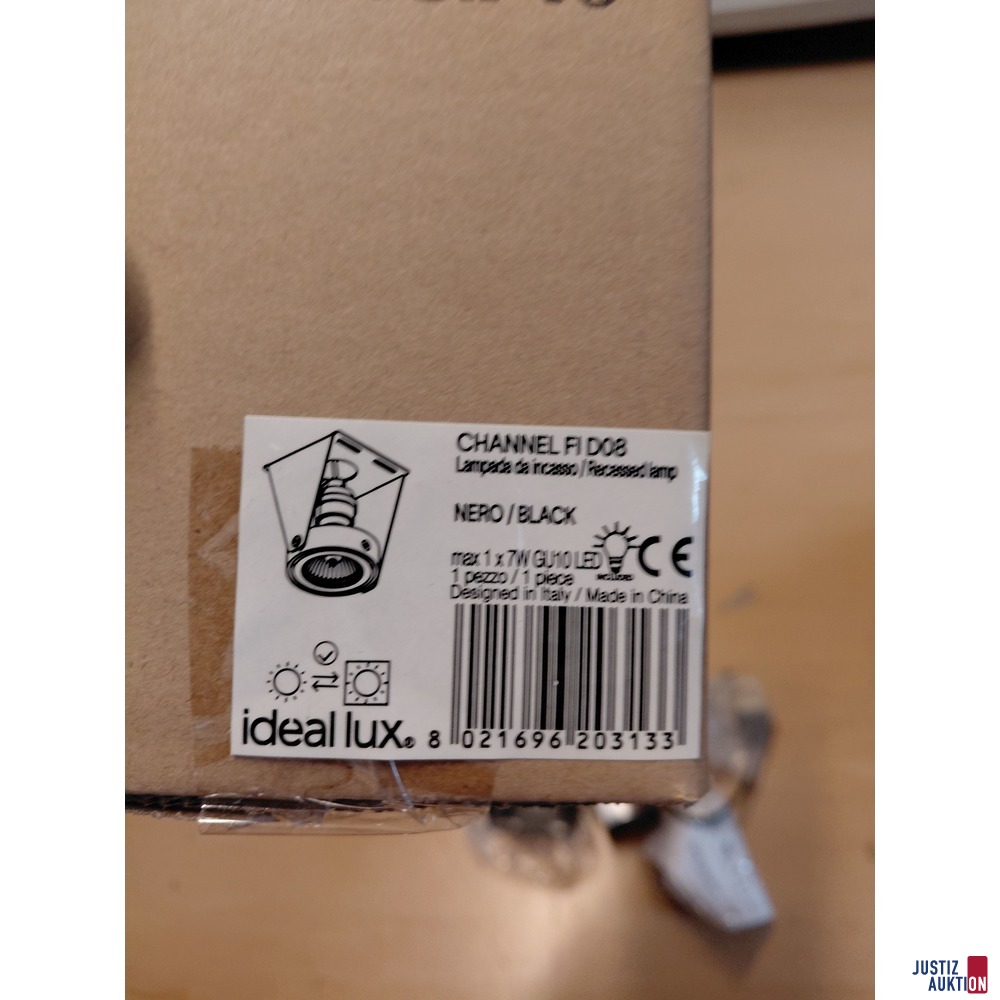 CHANNEL FI D08
Lampada da incasso / Recessed lamp
NERO / BLACK
max 1 x 7W GU10 LED
INCLUDED
CE
1 pezzo / 1 piece
Designed in Italy / Made in China
ideal lux®
8 021696 203133
JUSTIZ
AUKTION